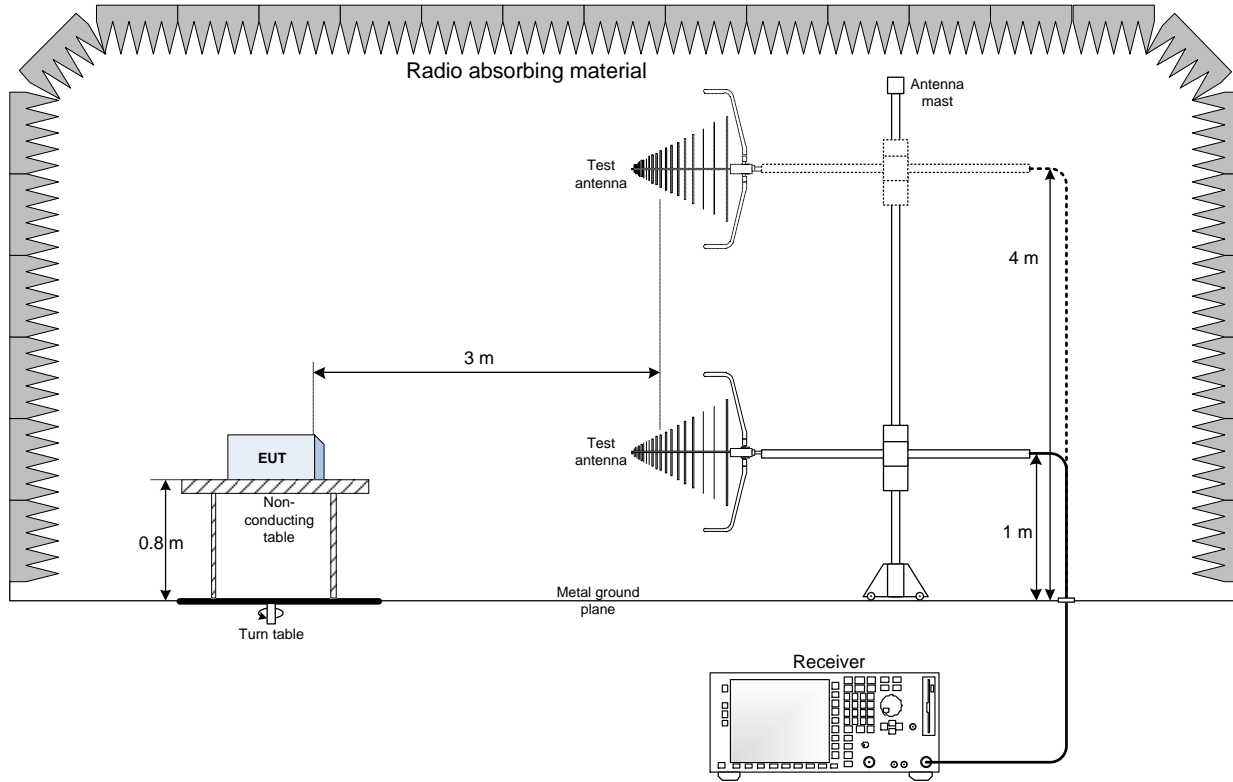 Radio absorbing material
Antenna
mast
Test
antenna
4 m
3 m
Test
antenna
EUT
Non-
conducting
table
0.8 m
1 m
Metal ground
plane
Turn table
Receiver